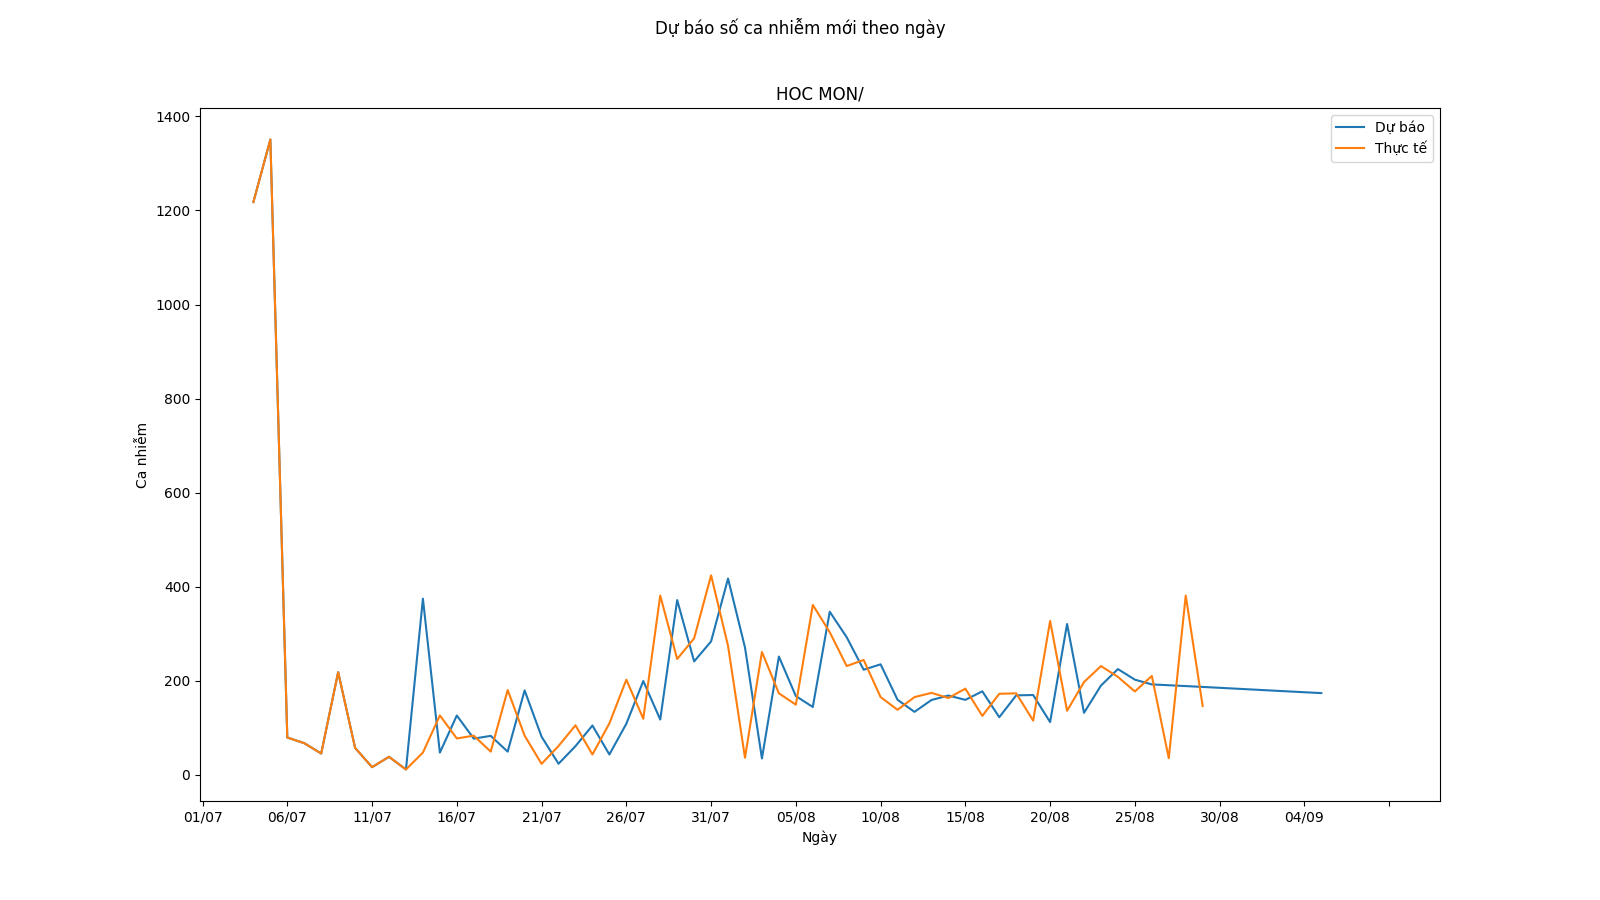 Dự báo số ca nhiễm mới theo ngày
HOC MON/
Dự báo
Thực tế
1400
1200
1000
800
600
400
200
0
Ca nhiễm
01/07 06/07 11/07 16/07 21/07 26/07 31/07 05/08 10/08 15/08 20/08 25/08 30/08 04/09
Ngày